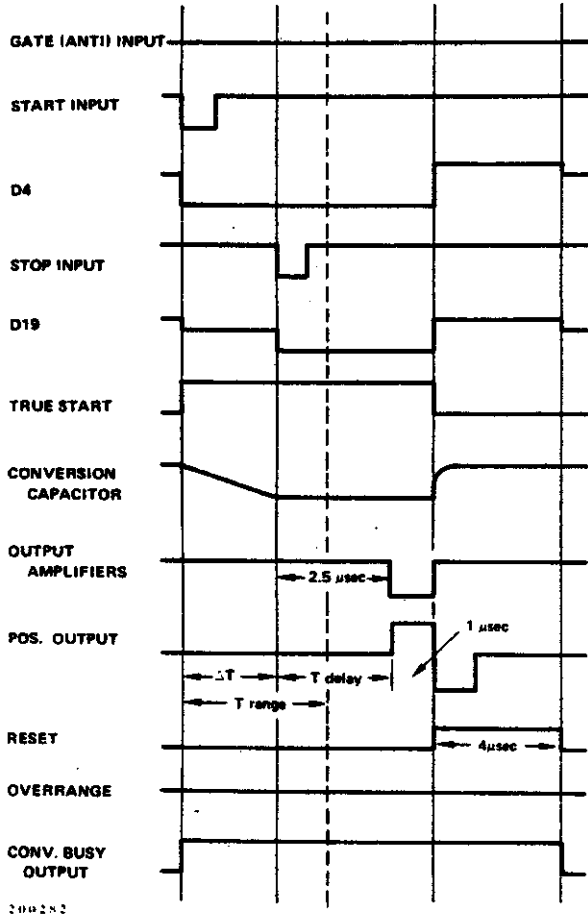 GATE (ANTI) INPUT
START INPUT
D4
STOP INPUT
D19
TRUE START
CONVERSION
CAPACITOR
OUTPUT
AMPLIFIERS
2.5 μsec
POS. OUTPUT
1 μsec
ΔT
T delay
T range
RESET
4μsec
OVERRANGE
CONV. BUSY
OUTPUT
200282